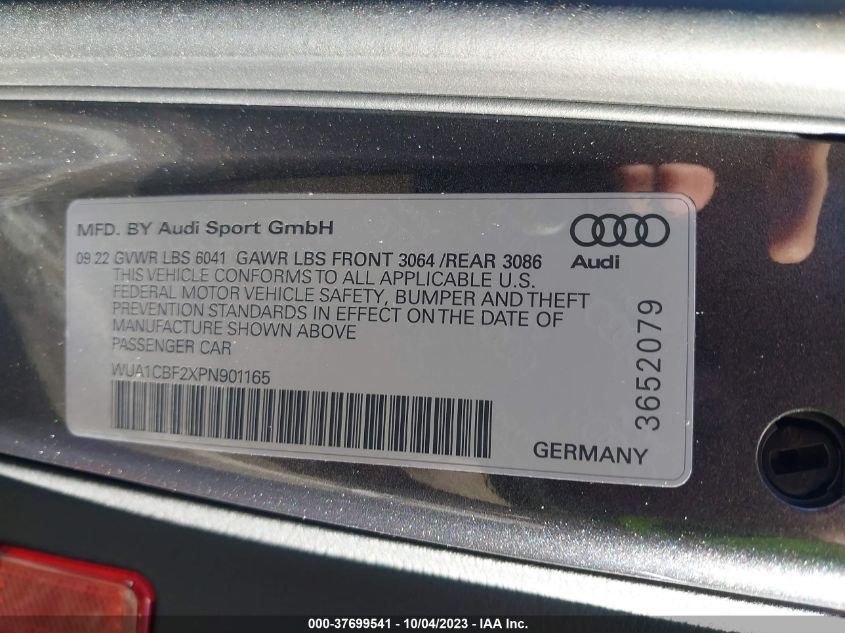 MFD. BY Audi Sport GmbH
09 22 GVWR LBS 6041 GAWR LBS FRONT 3064 /REAR 3086
THIS VEHICLE CONFORMS TO ALL APPLICABLE U.S.
FEDERAL MOTOR VEHICLE SAFETY, BUMPER AND THEFT
PREVENTION STANDARDS IN EFFECT ON THE DATE OF
MANUFACTURE SHOWN ABOVE
PASSENGER CAR
WUA1CBF2XPN901165
Audi
3652079
GERMANY
000-37699541 - 10/04/2023 - IAA Inc.